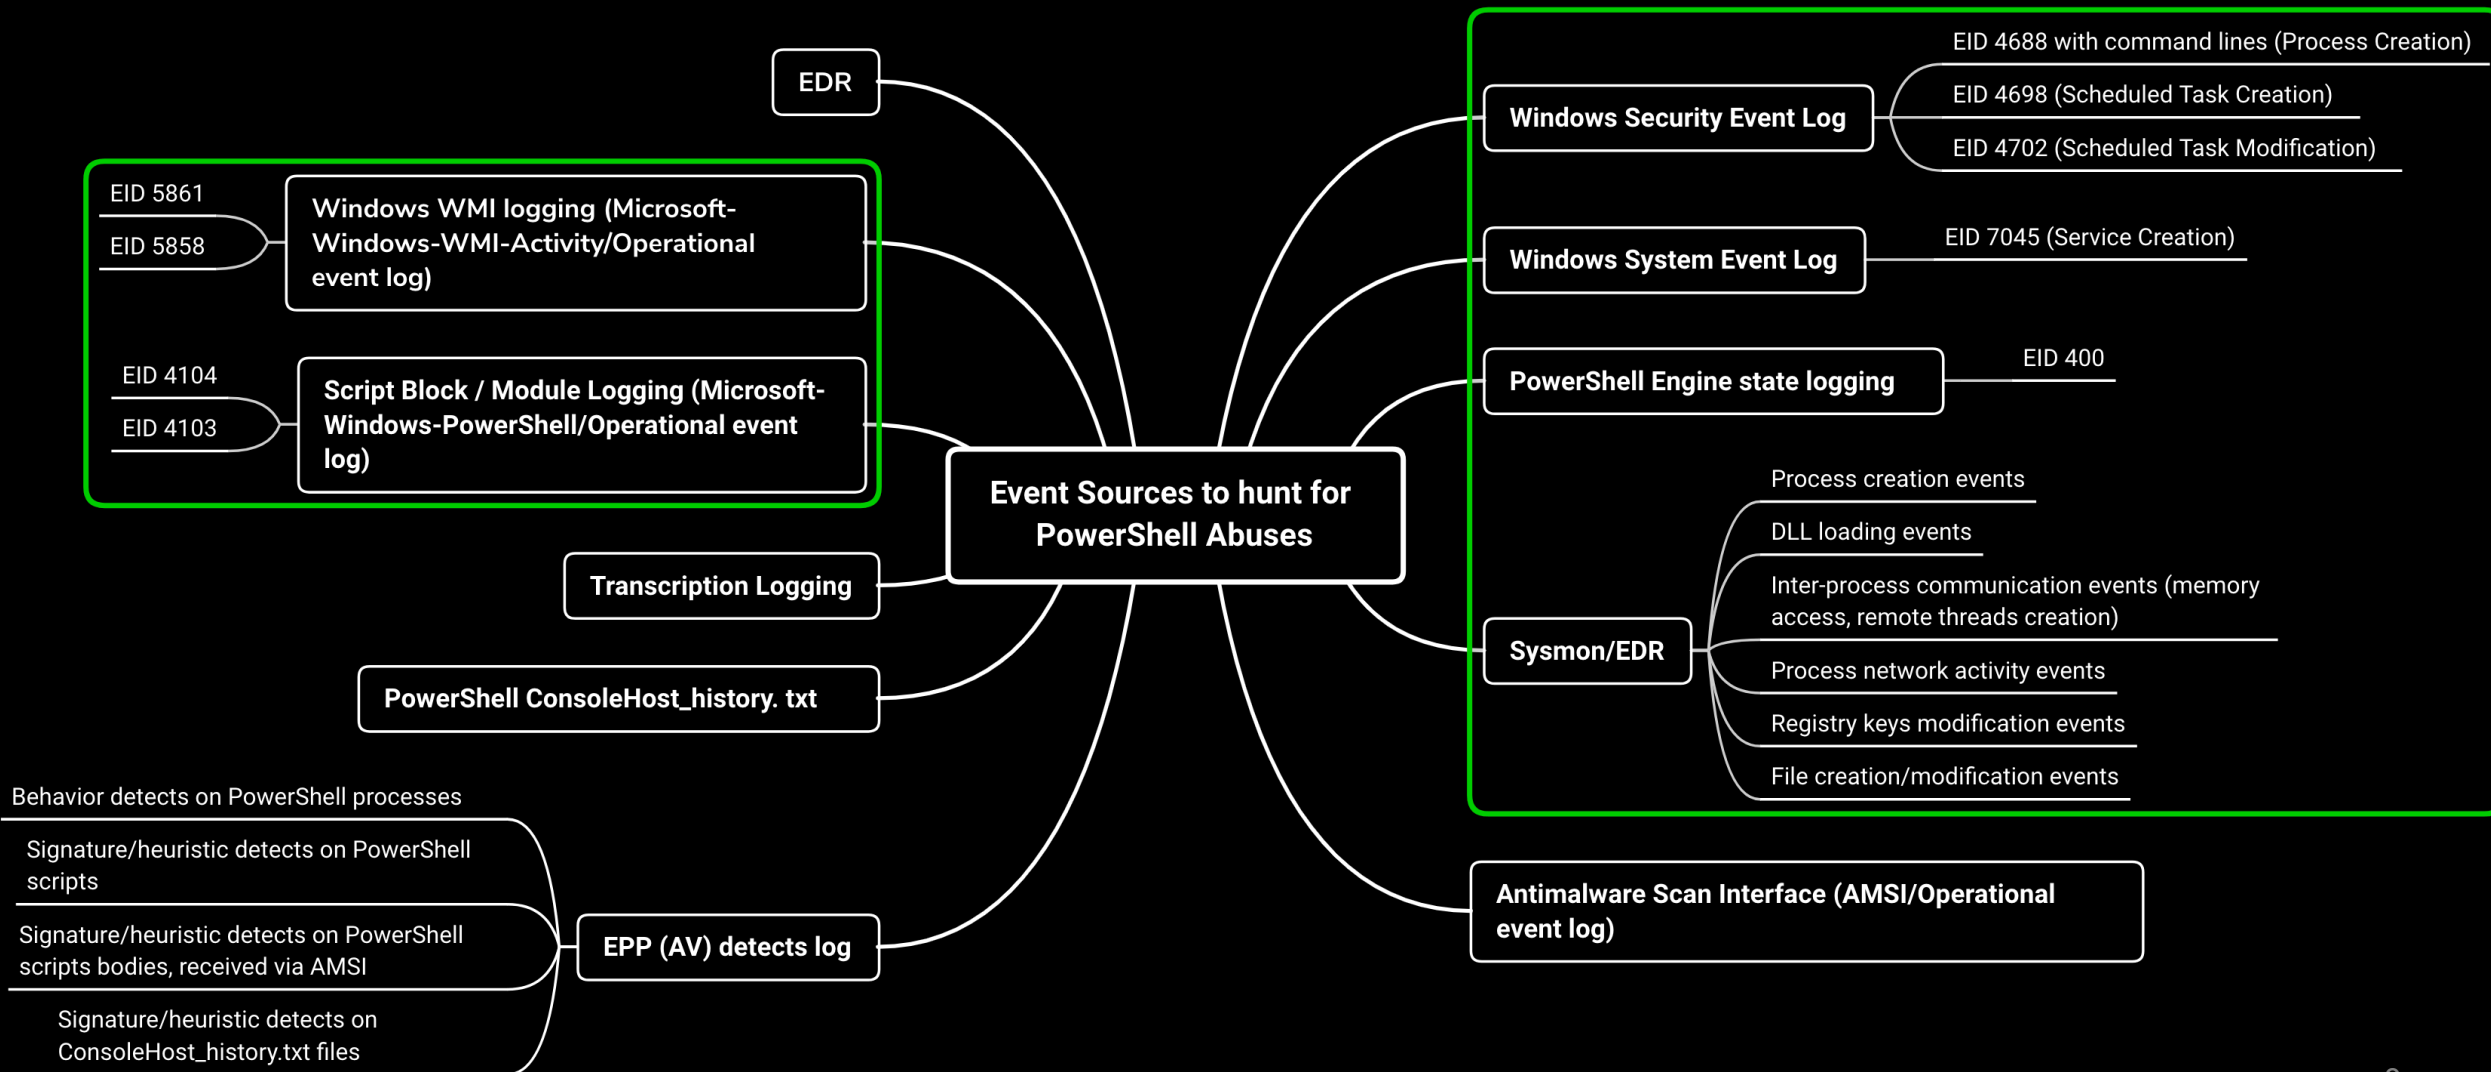 EDR
EID 5861
EID 5858
Windows WMI logging (Microsoft-
Windows-WMI-Activity/Operational
event log)
EID 4104
EID 4103
Script Block / Module Logging (Microsoft-
Windows-PowerShell/Operational event
log)
Event Sources to hunt for
PowerShell Abuses
Transcription Logging
PowerShell ConsoleHost_history. txt
Behavior detects on PowerShell processes
Signature/heuristic detects on PowerShell
scripts
Signature/heuristic detects on PowerShell
scripts bodies, received via AMSI
Signature/heuristic detects on
ConsoleHost_history.txt files
EPP (AV) detects log
Windows Security Event Log
EID 4688 with command lines (Process Creation)
EID 4698 (Scheduled Task Creation)
EID 4702 (Scheduled Task Modification)
Windows System Event Log
EID 7045 (Service Creation)
PowerShell Engine state logging
EID 400
Sysmon/EDR
Process creation events
DLL loading events
Inter-process communication events (memory
access, remote threads creation)
Process network activity events
Registry keys modification events
File creation/modification events
Antimalware Scan Interface (AMSI/Operational
event log)